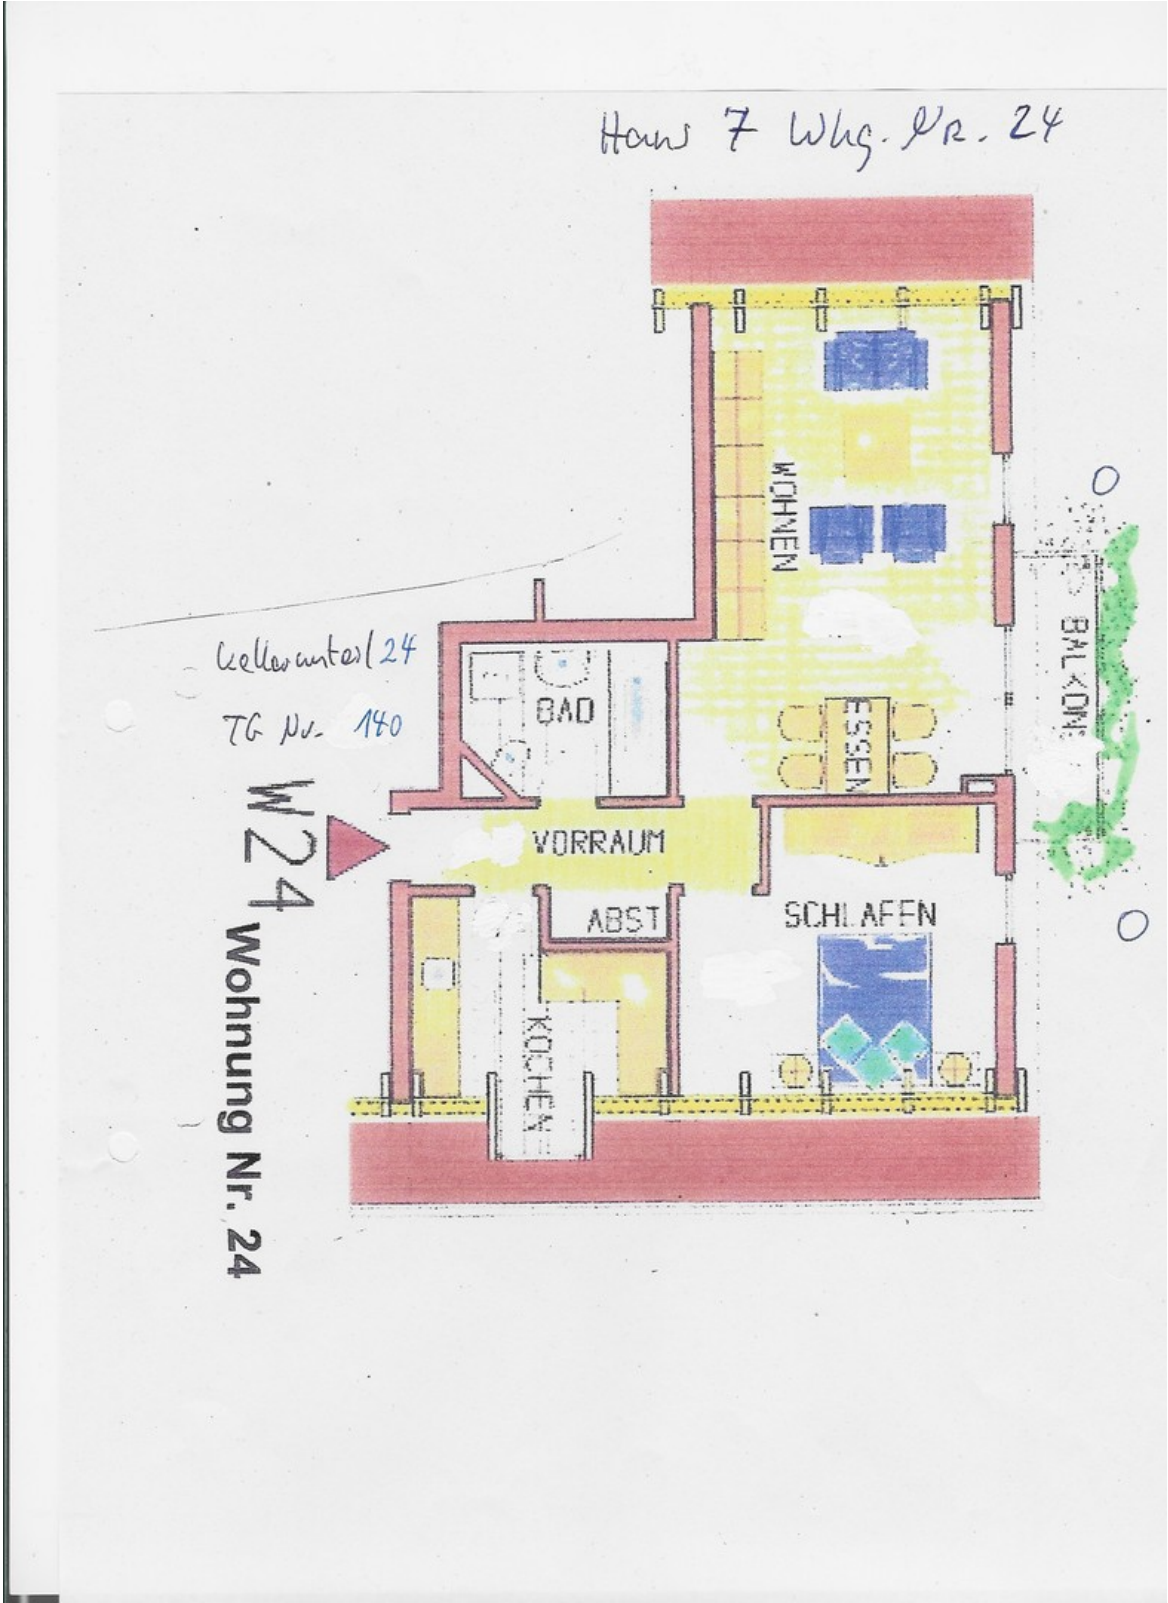 Haus 7 Whg. Nr. 24
WOHNEN
BALKON
Kelleranteil 24
BAD
ESSEN
TG Nr. 140
W24
VORRAUM
ABST
SCHLAFEN
KOCHEN
Wohnung Nr. 24